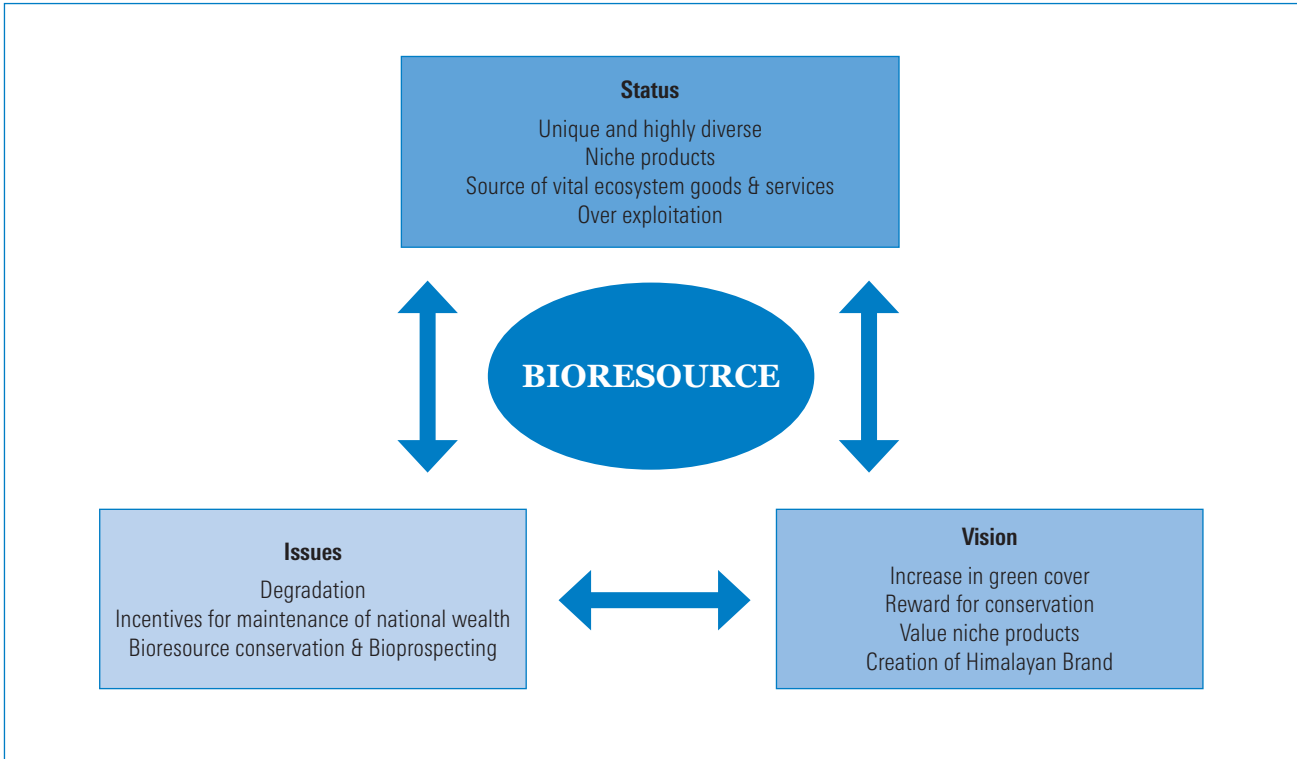 Status
Unique and highly diverse
Niche products
Source of vital ecosystem goods & services
Over exploitation
BIORESOURCE
Issues
Degradation
Incentives for maintenance of national wealth
Bioresource conservation & Bioprospecting
Vision
Increase in green cover
Reward for conservation
Value niche products
Creation of Himalayan Brand